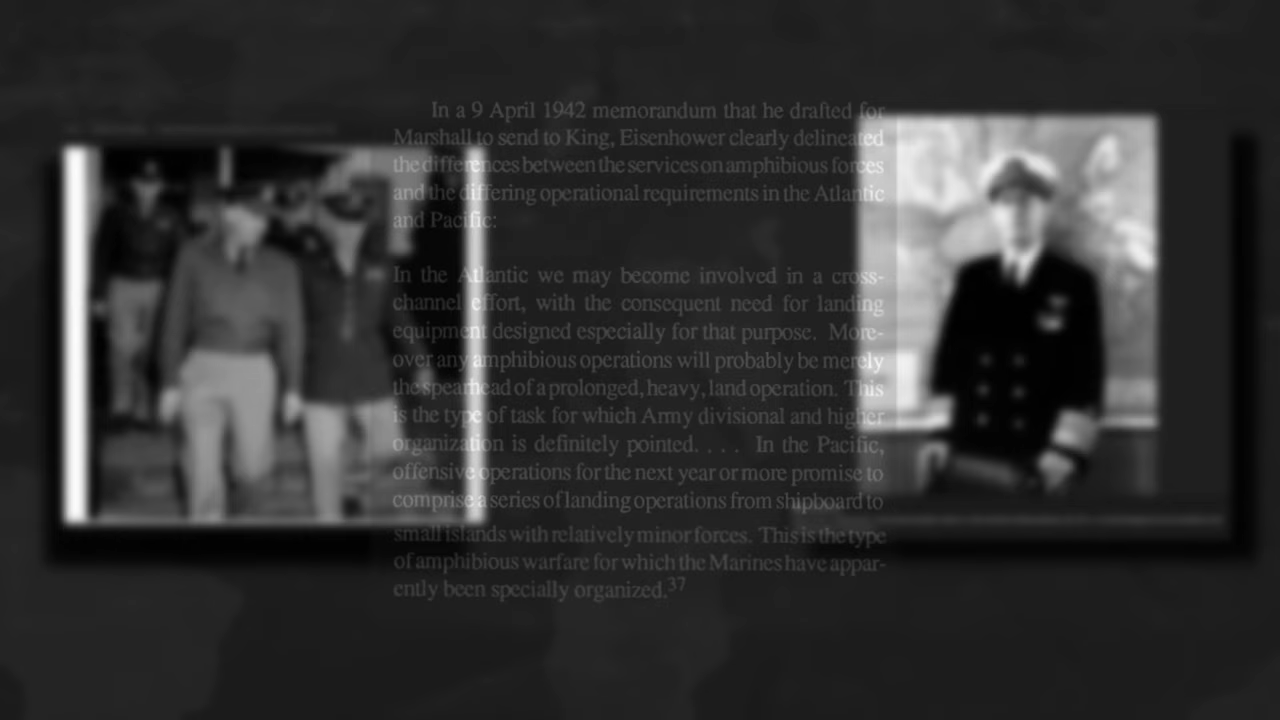 In a 9 April 1942 memorandum that he drafted for
Marshall to send to King, Eisenhower clearly delineated
the differences between the services on amphibious forces
and the differing operational requirements in the Atlantic
and Pacific:
In the Atlantic we may become involved in a cross-
channel effort, with the consequent need for landing
equipment designed especially for that purpose. More-
over any amphibious operations will probably be merely
the spearhead of a prolonged, heavy, land operation. This
is the type of task for which Army divisional and higher
organization is definitely pointed. . . . In the Pacific,
offensive operations for the next year or more promise to
comprise a series of landing operations from shipboard to
small islands with relatively minor forces. This is the type
of amphibious warfare for which the Marines have appar-
ently been specially organized.37